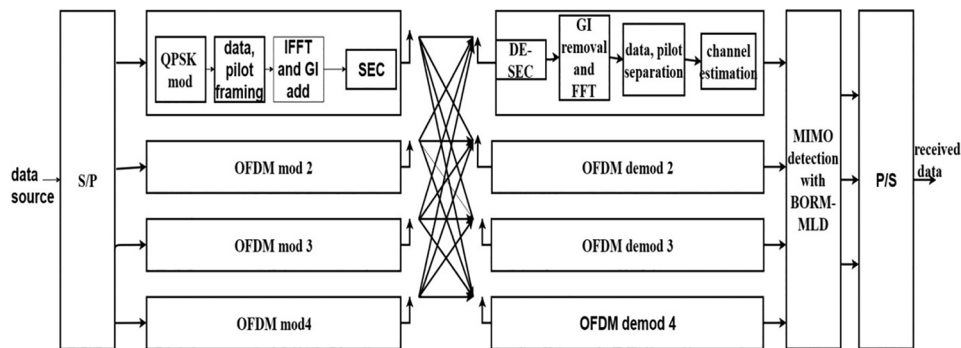 data
source
S/P
QPSK
mod
data,
pilot
framing
IFFT
and GI
add
SEC
OFDM mod 2
OFDM mod 3
OFDM mod4
DE-
SEC
GI
removal
and
FFT
data, pilot
separation
channel
estimation
OFDM demod 2
OFDM demod 3
OFDM demod 4
MIMO
detection
with
BORM-
MLD
P/S
received
data